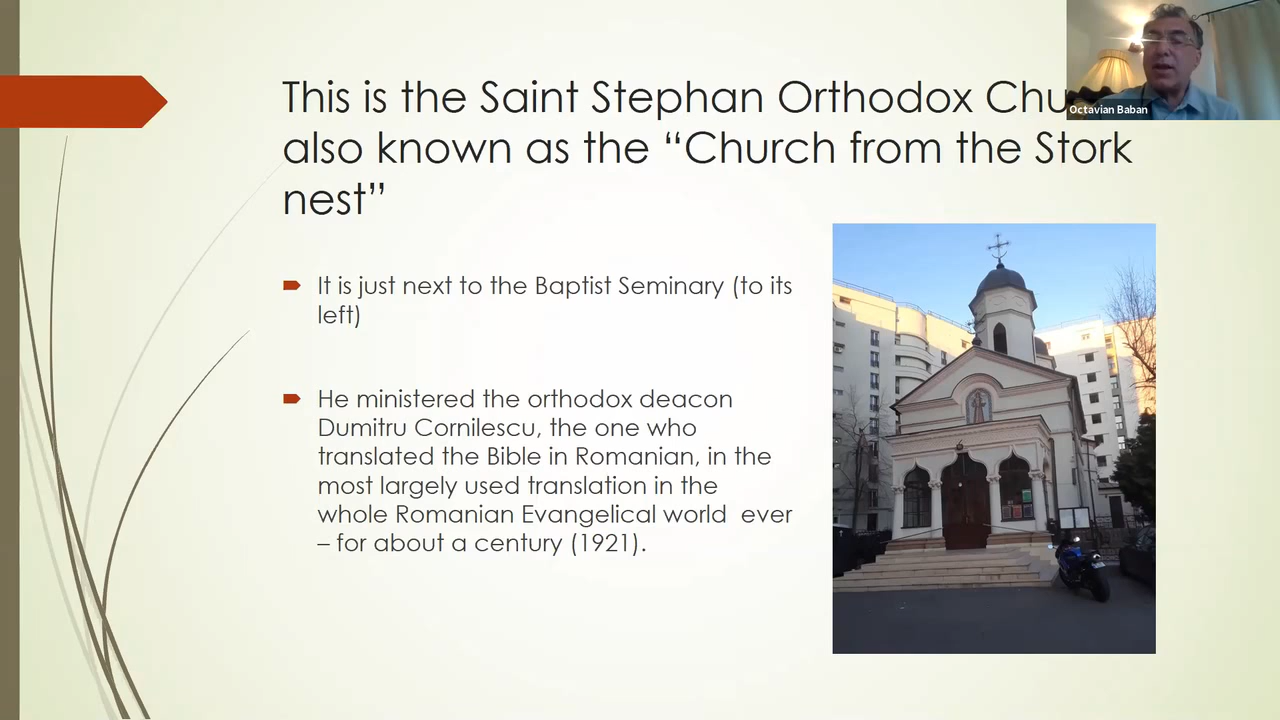 This is the Saint Stephan Orthodox Chu
also known as the “Church from the Stork
nest”
It is just next to the Baptist Seminary (to its
left)
He ministered the orthodox deacon
Dumitru Cornilescu, the one who
translated the Bible in Romanian, in the
most largely used translation in the
whole Romanian Evangelical world  ever
– for about a century (1921).
Octavian Baban